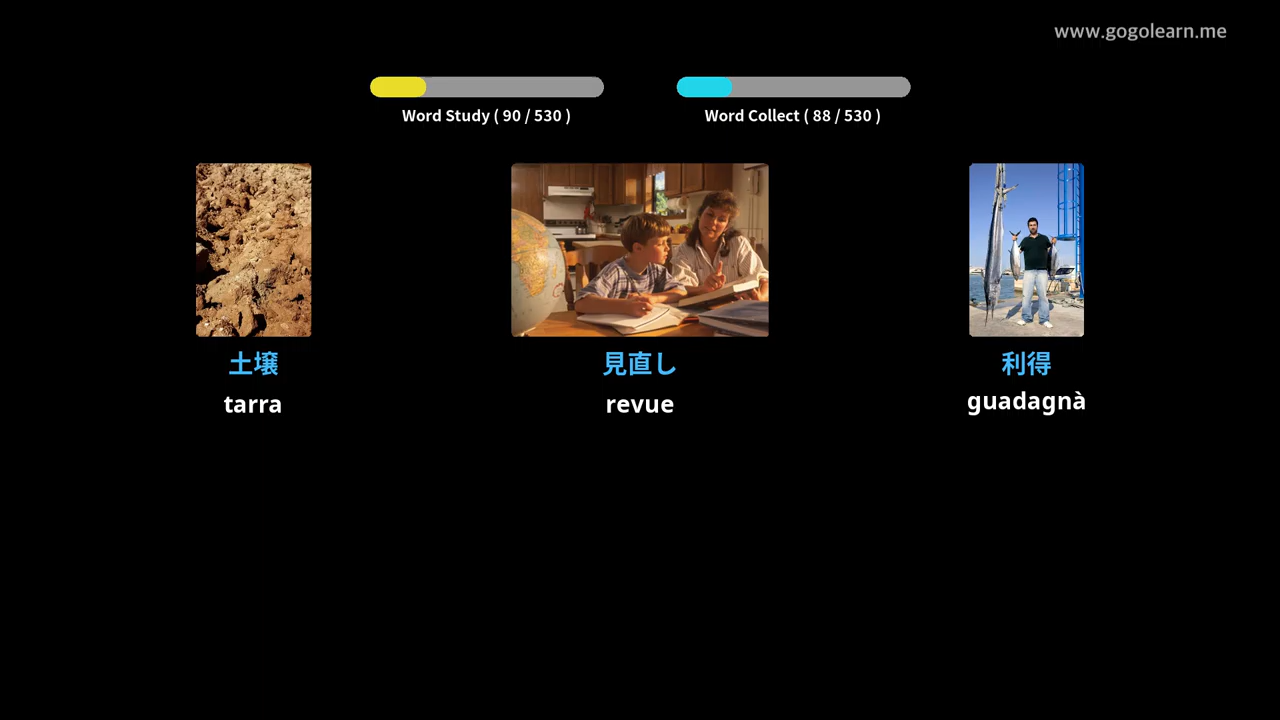 www.gogolearn.me
Word Study ( 90 / 530 )
Word Collect ( 88 / 530 )
土壌
tarra
見直し
revue
利得
guadagnà